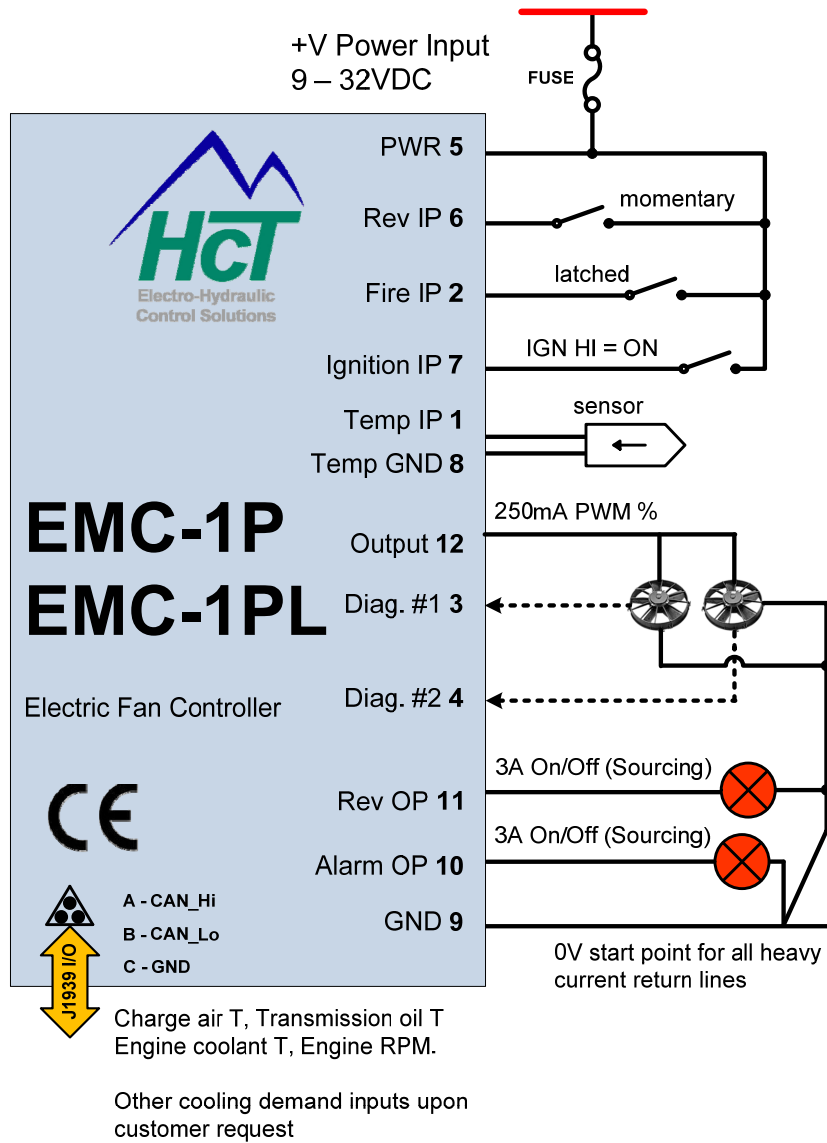 +V Power Input
9 – 32VDC
FUSE
PWR 5
HcT
Electro-Hydraulic
Control Solutions
Rev IP 6
momentary
Fire IP 2
latched
Ignition IP 7
IGN HI = ON
Temp IP 1
Temp GND 8
sensor
EMC-1P
EMC-1PL
Electric Fan Controller
Output 12
250mA PWM %
Diag. #1 3
Diag. #2 4
Rev OP 11
3A On/Off (Sourcing)
Alarm OP 10
3A On/Off (Sourcing)
GND 9
0V start point for all heavy
current return lines
CE
A - CAN_Hi
B - CAN_Lo
C - GND
J1939 I/O
Charge air T, Transmission oil T
Engine coolant T, Engine RPM.
Other cooling demand inputs upon
customer request